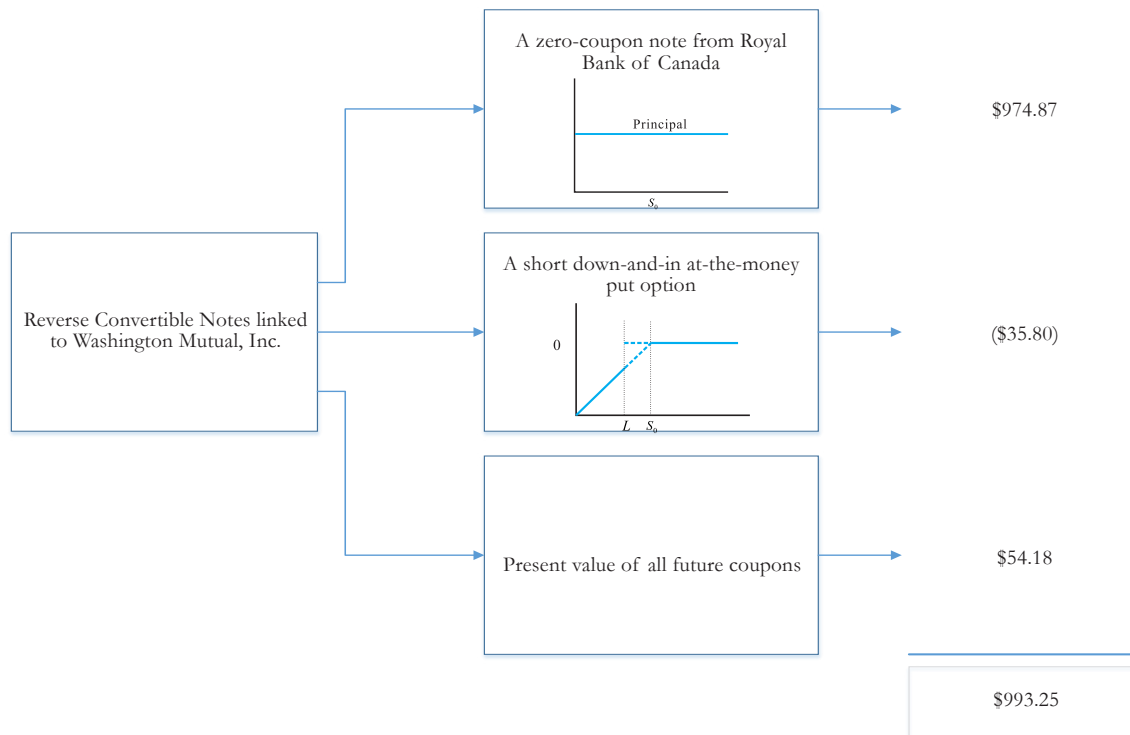 A zero-coupon note from Royal
Bank of Canada
Principal
S₀
$974.87
Reverse Convertible Notes linked
to Washington Mutual, Inc.
A short down-and-in at-the-money
put option
0
L S₀
($35.80)
Present value of all future coupons
$54.18
$993.25